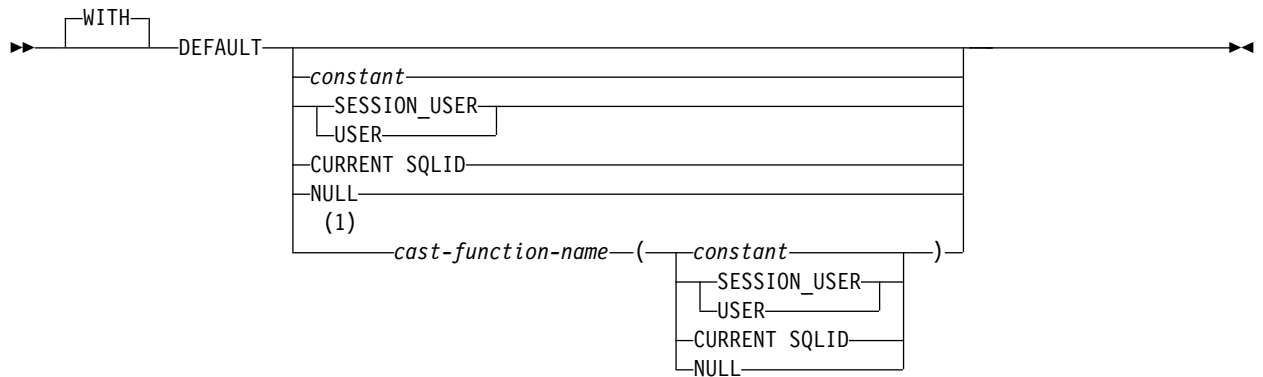 WITH
DEFAULT
constant
SESSION_USER
USER
CURRENT SQLID
NULL
(1)
cast-function-name ( constant )
SESSION_USER
USER
CURRENT SQLID
NULL